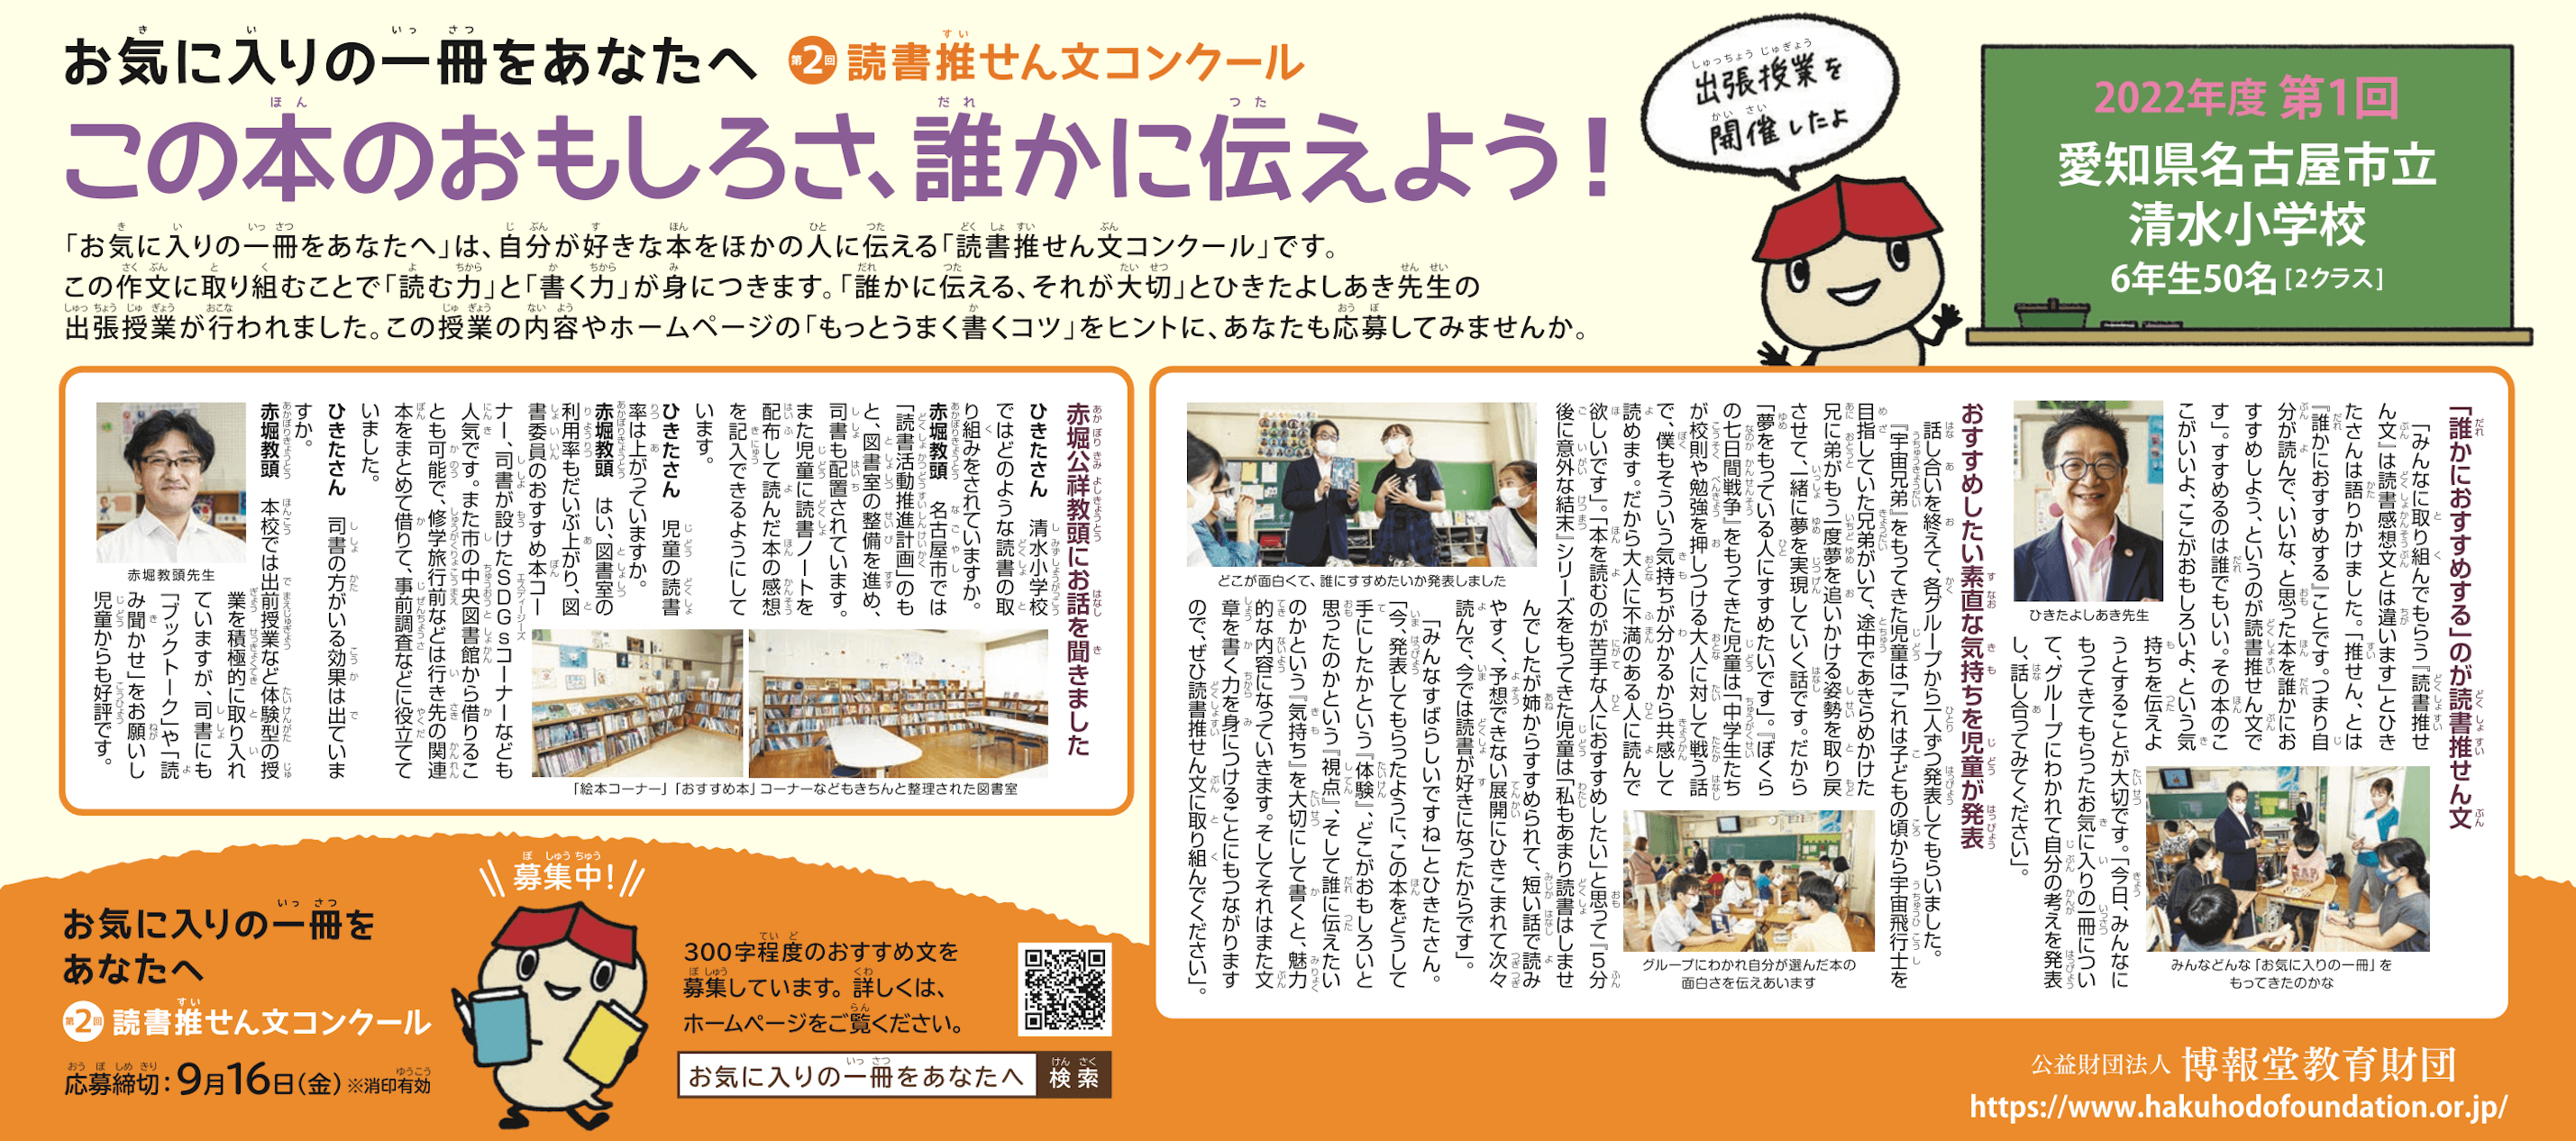 お気に入りの一冊をあなたへ 第2回 読書推せん文コンクール
この本のおもしろさ、誰かに伝えよう!
「お気に入りの一冊をあなたへ」は、自分が好きな本をほかの人に伝える「読書推せん文コンクール」です。
この作文に取り組むことで「読む力」と「書く力」が身につきます。「誰かに伝える、それが大切」とひきたよしあき先生の
出張授業が行われました。この授業の内容やホームページの「もっとうまく書くコツ」をヒントに、あなたも応募してみませんか。
出張授業を
開催したよ
2022年度 第1回
愛知県名古屋市立
清水小学校
6年生50名[2クラス]
「誰かにおすすめする」のが読書推せん文
「みんなに取り組んでもらう『読書推せ
ん文』は読書感想文とは違います」とひき
たさんは語りかけました。「推せん、とは
『誰かにおすすめする』ことです。つまり自
分が読んで、いいな、と思った本を誰かにお
すすめしよう、というのが読書推せん文で
す」。すすめるのは誰でもいい。その本のこ
こがいいよ、ここがおもしろいよ、という気
持ちを伝えよ
うとすることが大切です。「今日、みんなに
もってきてもらったお気に入りの一冊につい
て、グループにわかれて自分の考えを発表
し、話し合ってみてください」。
ひきたよしあき先生
みんなどんな「お気に入りの一冊」を
もってきたのかな
おすすめしたい素直な気持ちを児童が発表
話し合いを終えて、各グループから一人ずつ発表してもらいました。
『宇宙兄弟』をもってきた児童は「これは子どもの頃から宇宙飛行士を
目指していた兄弟がいて、途中であきらめかけた
兄に弟がもう一度夢を追いかける姿勢を取り戻
させて、一緒に夢を実現していく話です。だから
「夢をもっている人にすすめたいです」。『ぼくら
の七日間戦争』をもってきた児童は「中学生たち
が校則や勉強を押しつける大人に対して戦う話
で、僕もそういう気持ちが分かるから共感して
読めます。だから大人に不満のある人に読んで
欲しいです」。「本を読むのが苦手な人におすすめしたい」と思って『5分
後に意外な結末』シリーズをもってきた児童は「私もあまり読書はしませ
んでしたが姉からすすめられて、短い話で読み
やすく、予想できない展開にひきこまれて次々
読んで、今では読書が好きになったからです」。
「みんなすばらしいですね」とひきたさん。
「今、発表してもらったように、この本をどうして
手にしたかという『体験』、どこがおもしろいと
思ったのかという『視点』、そして誰に伝えたい
のかという『気持ち』を大切にして書くと、魅力
的な内容になっていきます。そしてそれはまた文
章を書く力を身につけることにもつながります
ので、ぜひ読書推せん文に取り組んでください」。
どこが面白くて、誰にすすめたいか発表しました
グループにわかれ自分が選んだ本の
面白さを伝えあいます
赤堀公祥教頭にお話を聞きました
ひきたさん 清水小学校
ではどのような読書の取
り組みをされていますか。
赤堀教頭 名古屋市では
「読書活動推進計画」のも
と、図書室の整備を進め、
司書も配置されています。
また児童に読書ノートを
配布して読んだ本の感想
を記入できるようにして
います。
ひきたさん 児童の読書
率は上がっていますか。
赤堀教頭 はい、図書室の
利用率もだいぶ上がり、図
書委員のおすすめ本コー
ナー、司書が設けたSDGsコーナーなども
人気です。また市の中央図書館から借りるこ
とも可能で、修学旅行前などは行き先の関連
本をまとめて借りて、事前調査などに役立てて
いました。
ひきたさん 司書の方がいる効果は出ていま
すか。
赤堀教頭 本校では出前授業など体験型の授
業を積極的に取り入れ
ていますが、司書にも
「ブックトーク」や「読
み聞かせ」をお願いし
児童からも好評です。
赤堀教頭先生
「絵本コーナー」「おすすめ本」コーナーなどもきちんと整理された図書室
募集中!
お気に入りの一冊を
あなたへ
第2回 読書推せん文コンクール
応募締切:9月16日(金)※消印有効
300字程度のおすすめ文を
募集しています。詳しくは、
ホームページをご覧ください。
お気に入りの一冊をあなたへ 検索
公益財団法人 博報堂教育財団
https://www.hakuhodofoundation.or.jp/